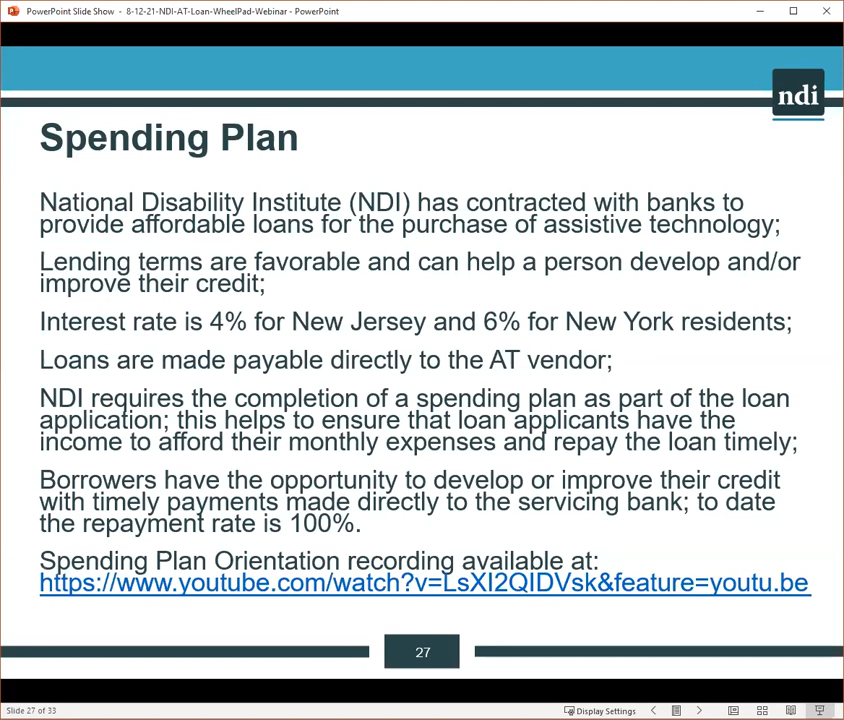 PowerPoint Slide Show - 8-12-21-NDI-AT-Loan-WheelPad-Webinar - PowerPoint
ndi
Spending Plan
National Disability Institute (NDI) has contracted with banks to
provide affordable loans for the purchase of assistive technology;
Lending terms are favorable and can help a person develop and/or
improve their credit;
Interest rate is 4% for New Jersey and 6% for New York residents;
Loans are made payable directly to the AT vendor;
NDI requires the completion of a spending plan as part of the loan
application; this helps to ensure that loan applicants have the
income to afford their monthly expenses and repay the loan timely;
Borrowers have the opportunity to develop or improve their credit
with timely payments made directly to the servicing bank; to date
the repayment rate is 100%.
Spending Plan Orientation recording available at:
https://www.youtube.com/watch?v=LsXI2QIDVsk&feature=youtu.be
27
Slide 27 of 33
Display Settings